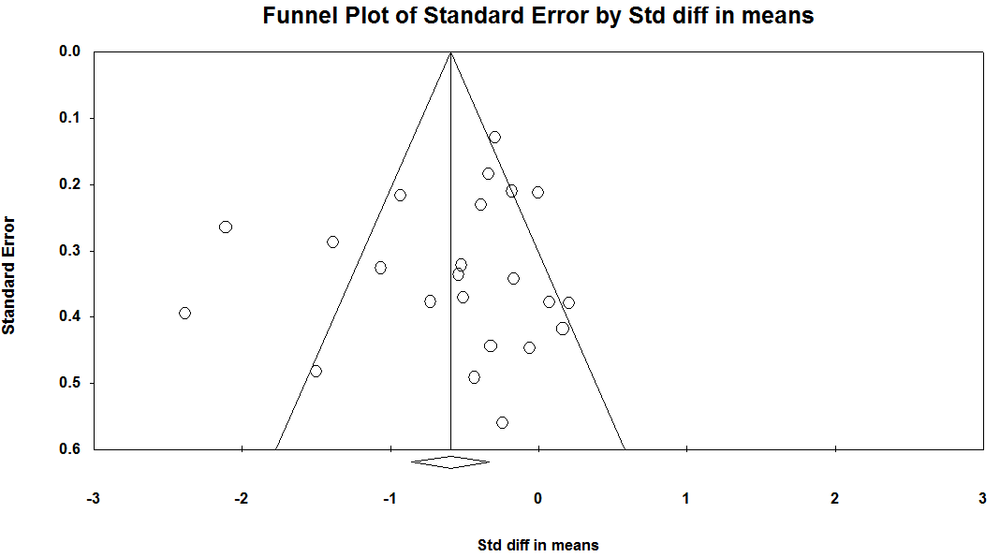 Funnel Plot of Standard Error by Std diff in means
0.0
0.1
0.2
0.3
0.4
0.5
0.6
Standard Error
-3 -2 -1 0 1 2 3
Std diff in means